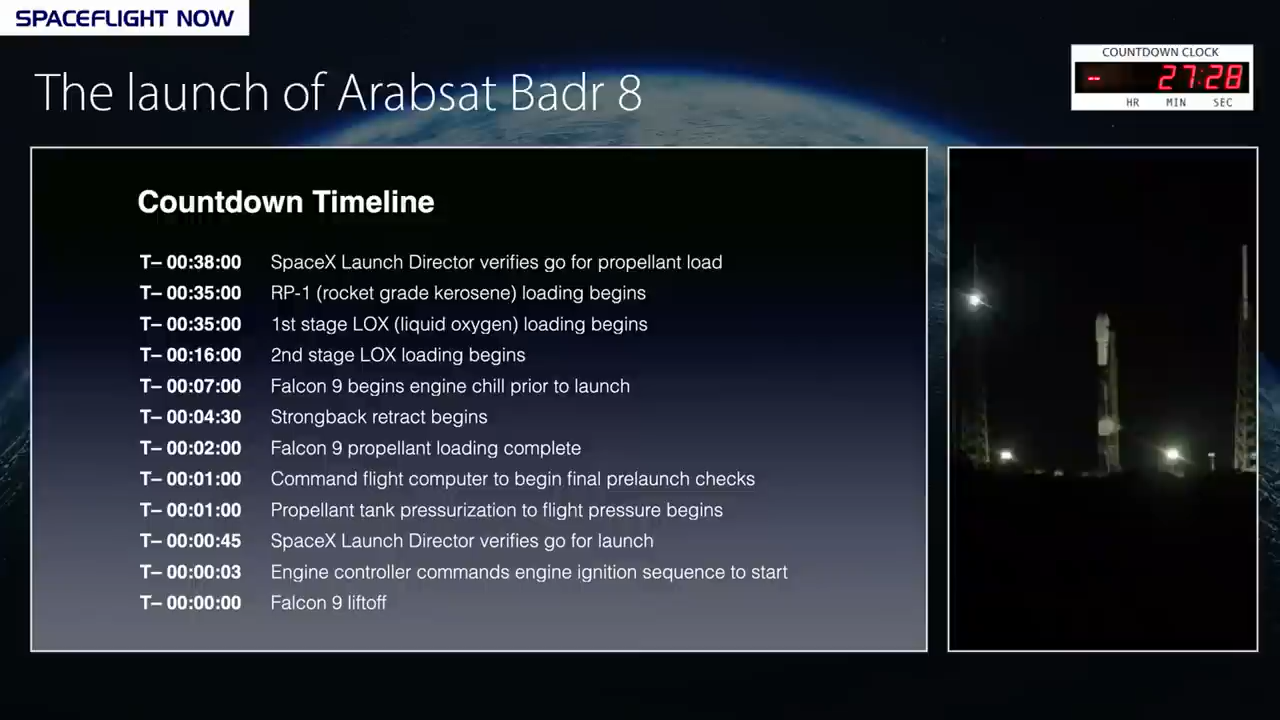 SPACEFLIGHT NOW
The launch of Arabsat Badr 8
COUNTDOWN CLOCK
-- 27:28
HR MIN SEC
Countdown Timeline
T– 00:38:00 SpaceX Launch Director verifies go for propellant load
T– 00:35:00 RP-1 (rocket grade kerosene) loading begins
T– 00:35:00 1st stage LOX (liquid oxygen) loading begins
T– 00:16:00 2nd stage LOX loading begins
T– 00:07:00 Falcon 9 begins engine chill prior to launch
T– 00:04:30 Strongback retract begins
T– 00:02:00 Falcon 9 propellant loading complete
T– 00:01:00 Command flight computer to begin final prelaunch checks
T– 00:01:00 Propellant tank pressurization to flight pressure begins
T– 00:00:45 SpaceX Launch Director verifies go for launch
T– 00:00:03 Engine controller commands engine ignition sequence to start
T– 00:00:00 Falcon 9 liftoff